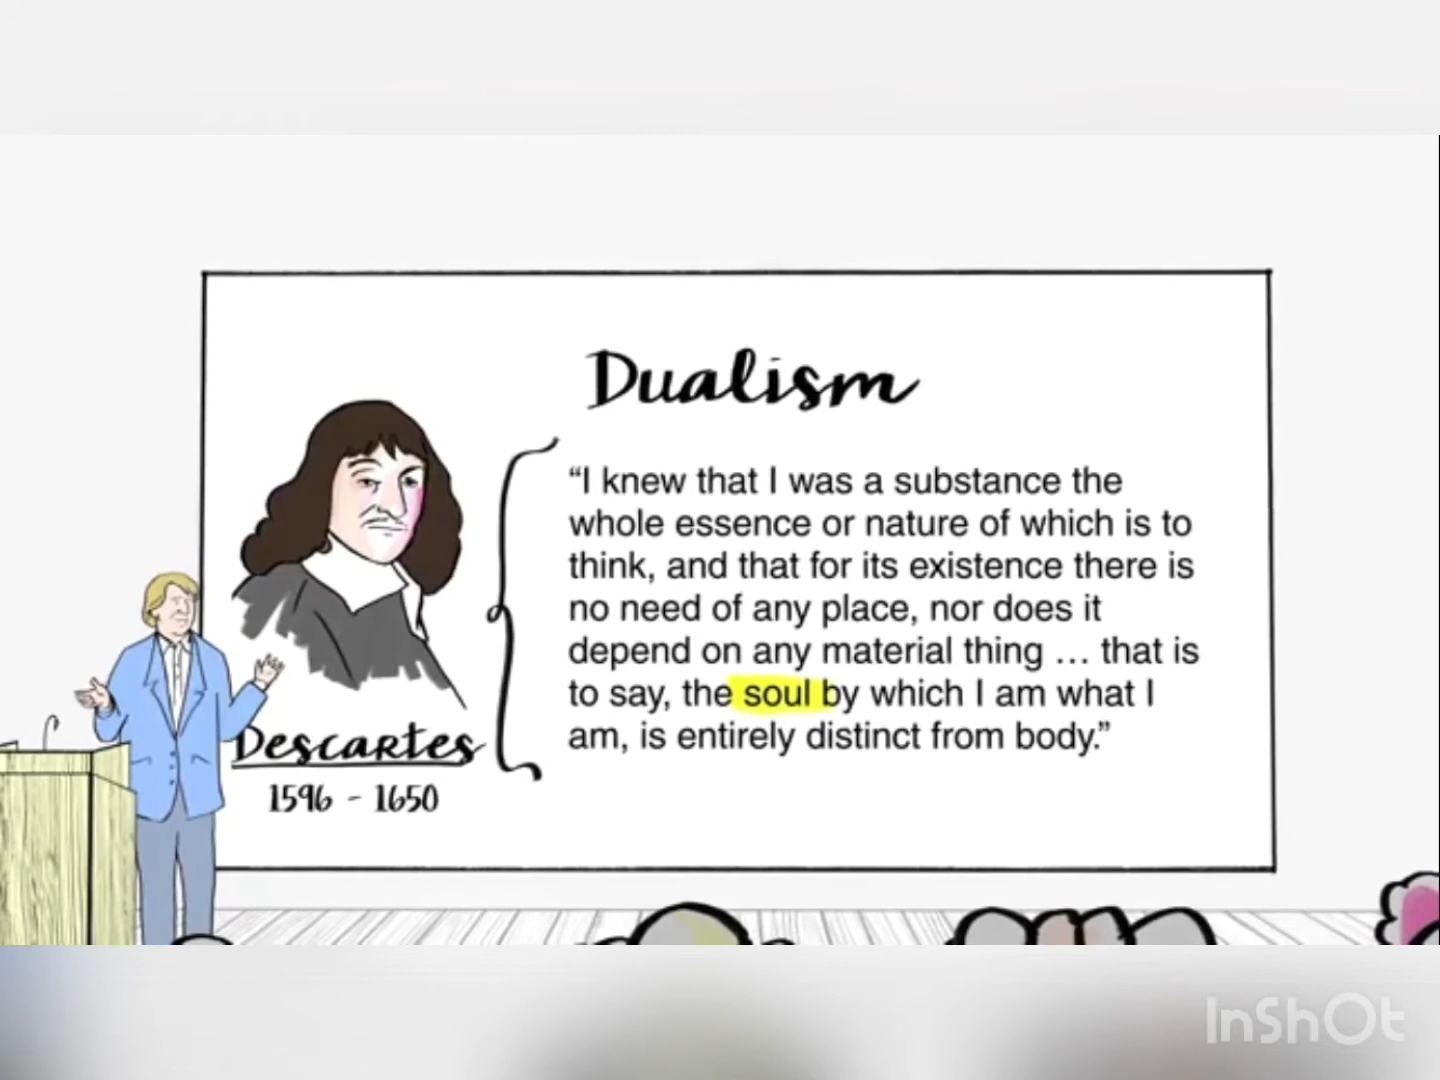 Dualism
“I knew that I was a substance the
whole essence or nature of which is to
think, and that for its existence there is
no need of any place, nor does it
depend on any material thing ... that is
to say, the soul by which I am what I
am, is entirely distinct from body.”
Descartes
1596 - 1650
InShOt